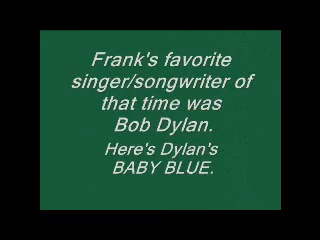 Frank's favorite
singer/songwriter of
that time was
Bob Dylan.
Here's Dylan's
BABY BLUE.